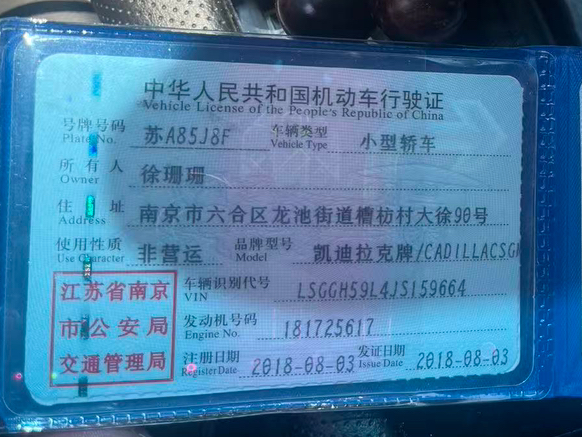 中华人民共和国机动车行驶证
Vehicle License of the People's Republic of China
号牌号码 苏A85J8F 车辆类型 小型轿车
Plate No. Vehicle Type
所有人 徐珊珊
Owner
住址 南京市六合区龙池街道槽枋村大徐90号
Address
使用性质 非营运 品牌型号 凯迪拉克牌/CADILLACSG
Use Character Model
江苏省南京 车辆识别代号 LSGGH59L4JS159664
VIN
市公安局 发动机号码 181725617
Engine No.
交通管理局 注册日期 2018-08-03 发证日期 2018-08-03
Register Date Issue Date